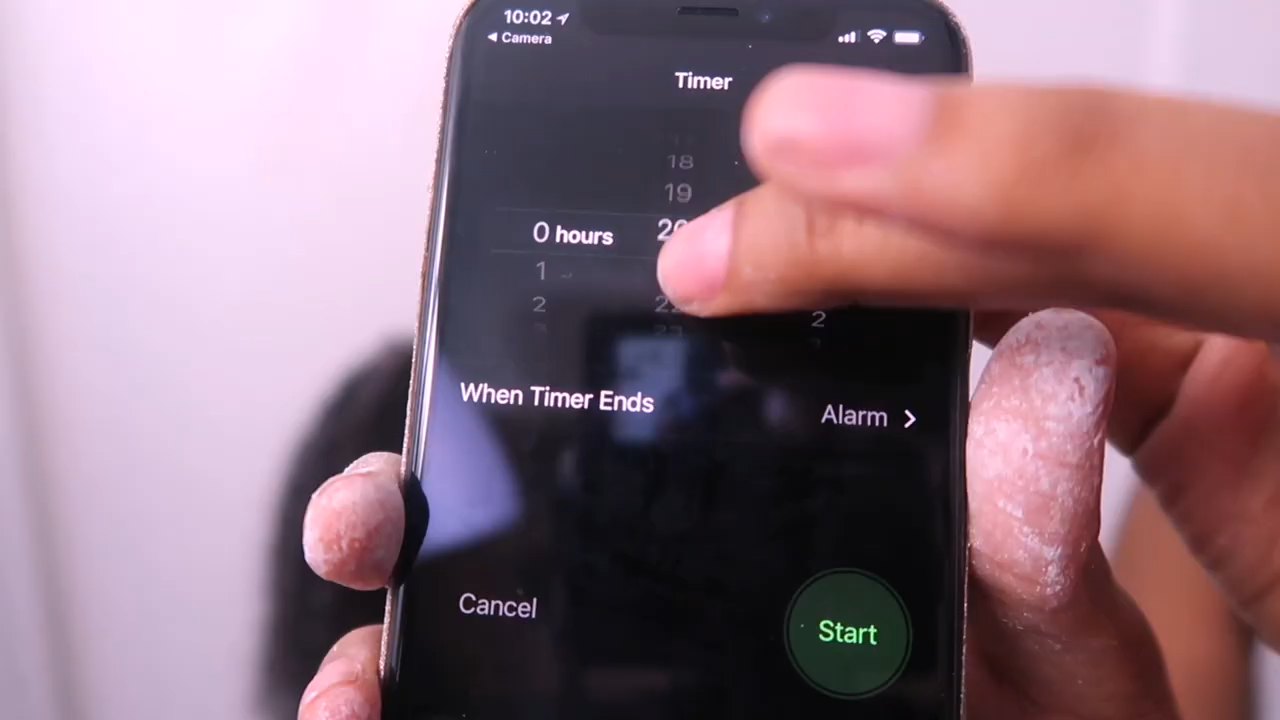 10:02
◀ Camera
Timer
18
19
0 hours
1
2
2
When Timer Ends
Alarm >
Cancel
Start